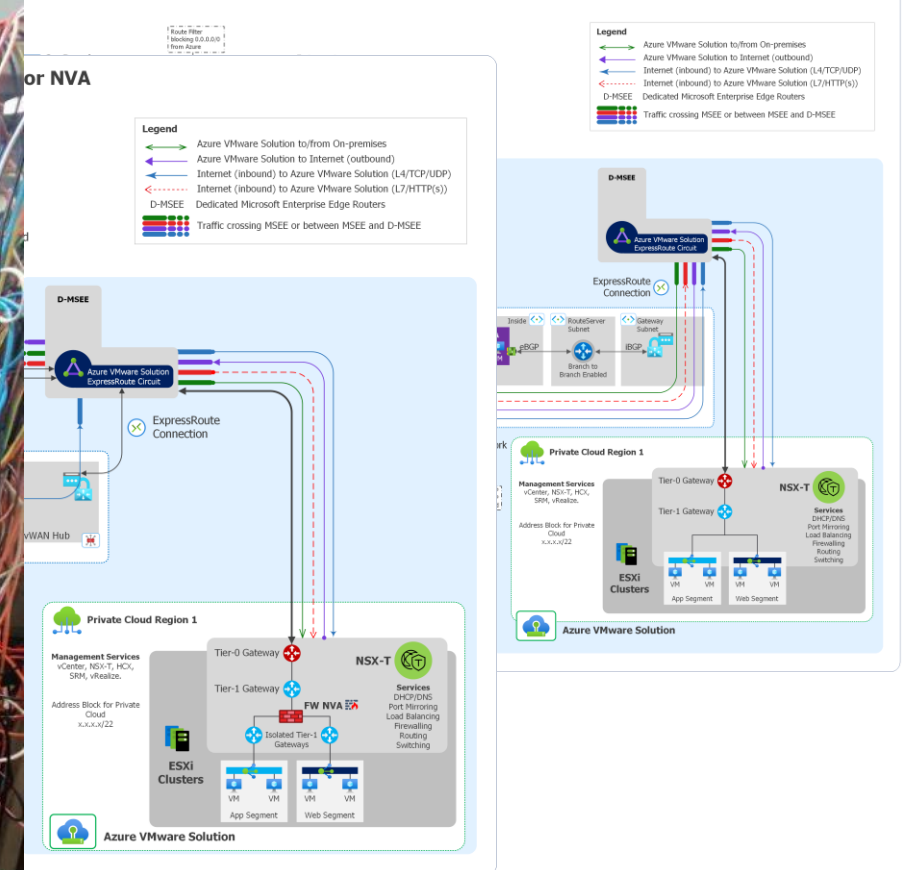 Route Filter
blocking 0.0.0.0/0
from Azure
or NVA
Legend
Azure VMware Solution to/from On-premises
Azure VMware Solution to Internet (outbound)
Internet (inbound) to Azure VMware Solution (L4/TCP/UDP)
Internet (inbound) to Azure VMware Solution (L7/HTTP(s))
D-MSEE Dedicated Microsoft Enterprise Edge Routers
Traffic crossing MSEE or between MSEE and D-MSEE
D-MSEE
Azure VMware Solution
ExpressRoute Circuit
ExpressRoute
Connection
vWAN Hub
Private Cloud Region 1
Management Services
vCenter, NSX-T, HCX,
SRM, vRealize.
Address Block for Private
Cloud
x.x.x.x/22
Tier-0 Gateway
Tier-1 Gateway
FW NVA
Isolated Tier-1
Gateways
NSX-T
Services
DHCP/DNS
Port Mirroring
Load Balancing
Firewalling
Routing
Switching
ESXi
Clusters
VM VM VM VM
App Segment Web Segment
Azure VMware Solution
Legend
Azure VMware Solution to/from On-premises
Azure VMware Solution to Internet (outbound)
Internet (inbound) to Azure VMware Solution (L4/TCP/UDP)
Internet (inbound) to Azure VMware Solution (L7/HTTP(s))
D-MSEE Dedicated Microsoft Enterprise Edge Routers
Traffic crossing MSEE or between MSEE and D-MSEE
D-MSEE
Azure VMware Solution
ExpressRoute Circuit
ExpressRoute
Connection
Inside
RouteServer
Subnet
Gateway
Subnet
eBGP
iBGP
Branch to
Branch Enabled
Private Cloud Region 1
Management Services
vCenter, NSX-T, HCX,
SRM, vRealize.
Address Block for Private
Cloud
x.x.x.x/22
Tier-0 Gateway
Tier-1 Gateway
NSX-T
Services
DHCP/DNS
Port Mirroring
Load Balancing
Firewalling
Routing
Switching
ESXi
Clusters
VM VM VM VM
App Segment Web Segment
Azure VMware Solution